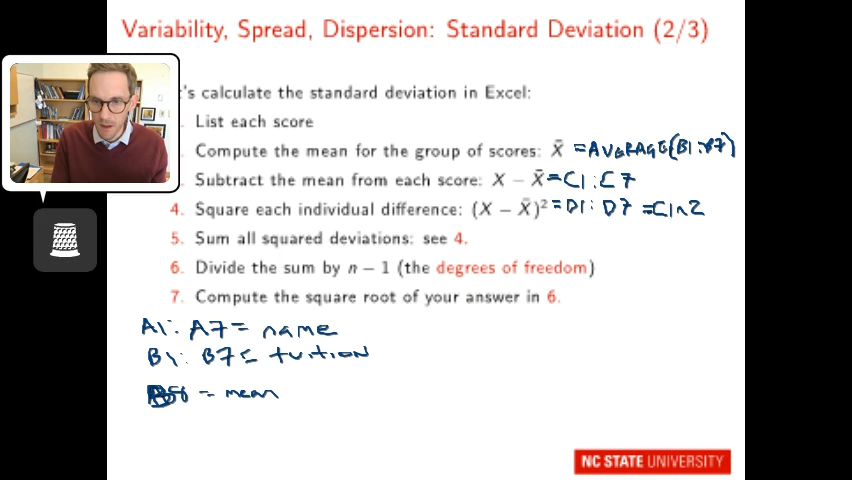 Variability, Spread, Dispersion: Standard Deviation (2/3)
's calculate the standard deviation in Excel:
List each score
Compute the mean for the group of scores: X̄ =AVERAGE(B1:B7)
Subtract the mean from each score: X − X̄ =C1:C7
4. Square each individual difference: (X − X̄)² =D1:D7 =C1^2
5. Sum all squared deviations: see 4.
6. Divide the sum by n − 1 (the degrees of freedom)
7. Compute the square root of your answer in 6.
A1:A7= name
B1:B7= tuition
= mean
NC STATE UNIVERSITY